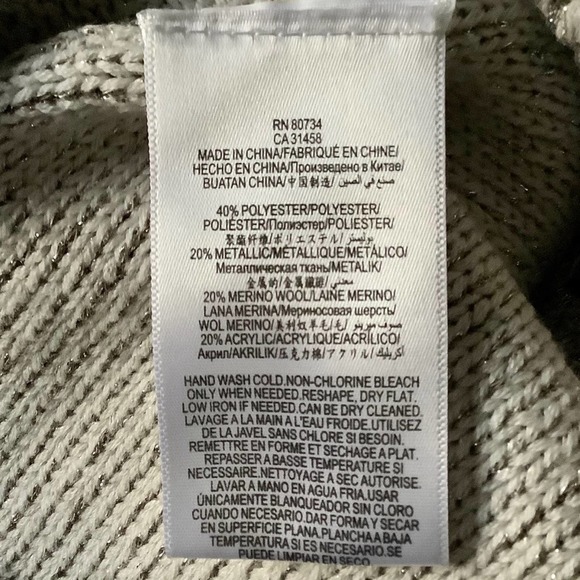 RN 80734
CA 31458
MADE IN CHINA/FABRIQUÉ EN CHINE/
HECHO EN CHINA/Произведено в Китае/
BUATAN CHINA/中国制造/ صنع في الصين
40% POLYESTER/POLYESTER/
POLIÉSTER/Полиэстер/POLIESTER/
聚酯纤维/ポリエステル/ بوليستر
20% METALLIC/MÉTALLIQUE/METÁLICO/
Металлическая ткань/METALIK/
金属的/金属繊維/ معدني
20% MERINO WOOL/LAINE MERINO/
LANA MERINA/Мериносовая шерсть/
WOL MERINO/美利奴羊毛/毛/ صوف ميرينو
20% ACRYLIC/ACRYLIQUE/ACRÍLICO/
Акрил/AKRILIK/压克力棉/アクリル/ أكريليك
HAND WASH COLD.NON-CHLORINE BLEACH
ONLY WHEN NEEDED.RESHAPE, DRY FLAT.
LOW IRON IF NEEDED.CAN BE DRY CLEANED.
LAVAGE A LA MAIN A L'EAU FROIDE.UTILISEZ
DE LA JAVEL SANS CHLORE SI BESOIN.
REMETTRE EN FORME ET SECHAGE A PLAT.
REPASSER A BASSE TEMPERATURE SI
NECESSAIRE.NETTOYAGE A SEC AUTORISE.
LAVAR A MANO EN AGUA FRIA.USAR
ÚNICAMENTE BLANQUEADOR SIN CLORO
CUANDO NECESITAR.DAR FORMA Y SECAR
EN SUPERFICIE PLANA.PLANCHA A BAJA
TEMPERATURA SI ES NECESARIO.SE
PUEDE LIMPIAR EN SECO